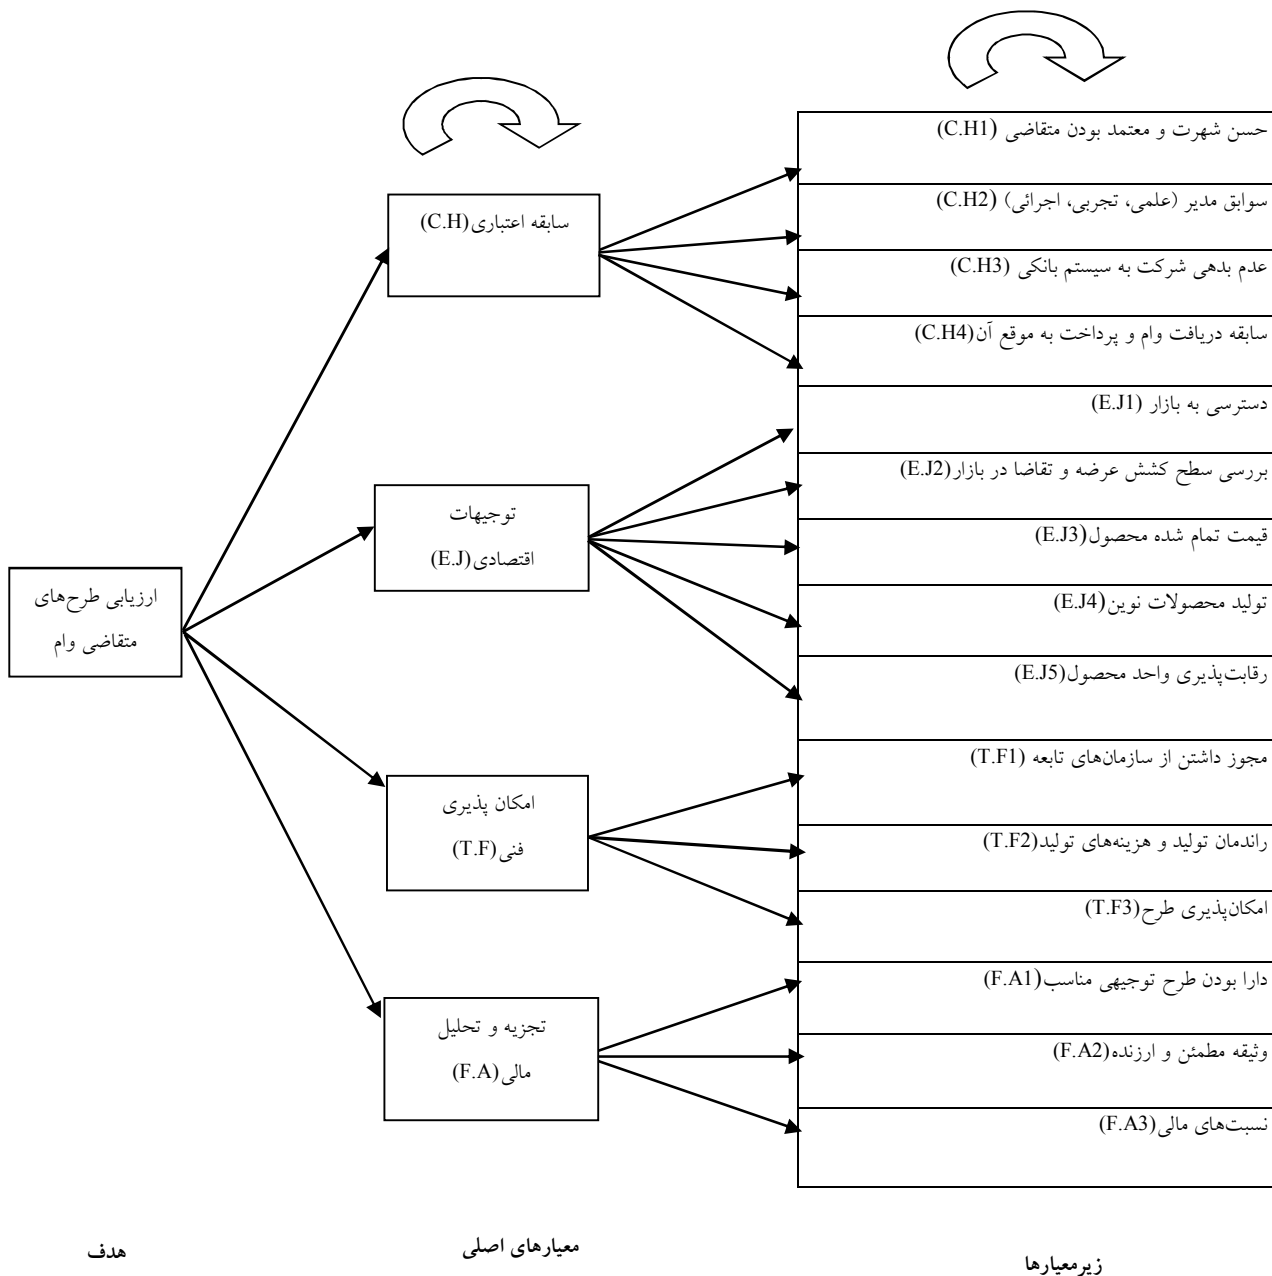 حسن شهرت و معتمد بودن متقاضی (C.H1)
سوابق مدیر (علمی، تجربی، اجرائی) (C.H2)
عدم بدهی شرکت به سیستم بانکی (C.H3)
سابقه دریافت وام و پرداخت به موقع آن(C.H4)
دسترسی به بازار (E.J1)
بررسی سطح کشش عرضه و تقاضا در بازار(E.J2)
قیمت تمام شده محصول(E.J3)
تولید محصولات نوین(E.J4)
رقابت‌پذیری واحد محصول(E.J5)
مجوز داشتن از سازمان‌های تابعه (T.F1)
راندمان تولید و هزینه‌های تولید(T.F2)
امکان‌پذیری طرح(T.F3)
دارا بودن طرح توجیهی مناسب(F.A1)
وثیقه مطمئن و ارزنده(F.A2)
نسبت‌های مالی(F.A3)
سابقه اعتباری(C.H)
توجیهات
اقتصادی(E.J)
امکان پذیری
فنی(T.F)
تجزیه و تحلیل
مالی(F.A)
ارزیابی طرح‌های
متقاضی وام
زیرمعیارها
معیارهای اصلی
هدف